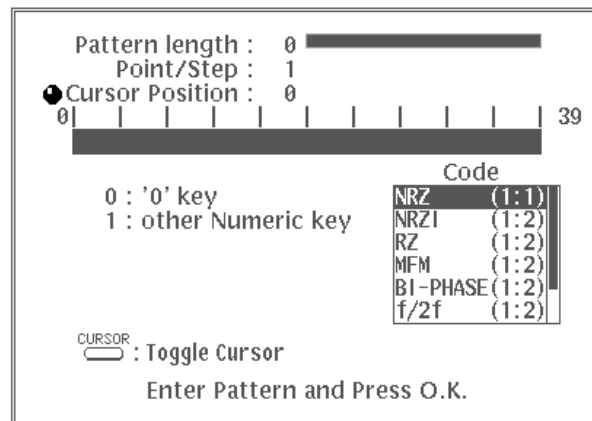 Pattern length : 0
Point/Step : 1
Cursor Position : 0
0 39
Code
0 : '0' key
1 : other Numeric key
NRZ (1:1)
NRZI (1:2)
RZ (1:2)
MFM (1:2)
BI-PHASE(1:2)
f/2f (1:2)
CURSOR : Toggle Cursor
Enter Pattern and Press O.K.